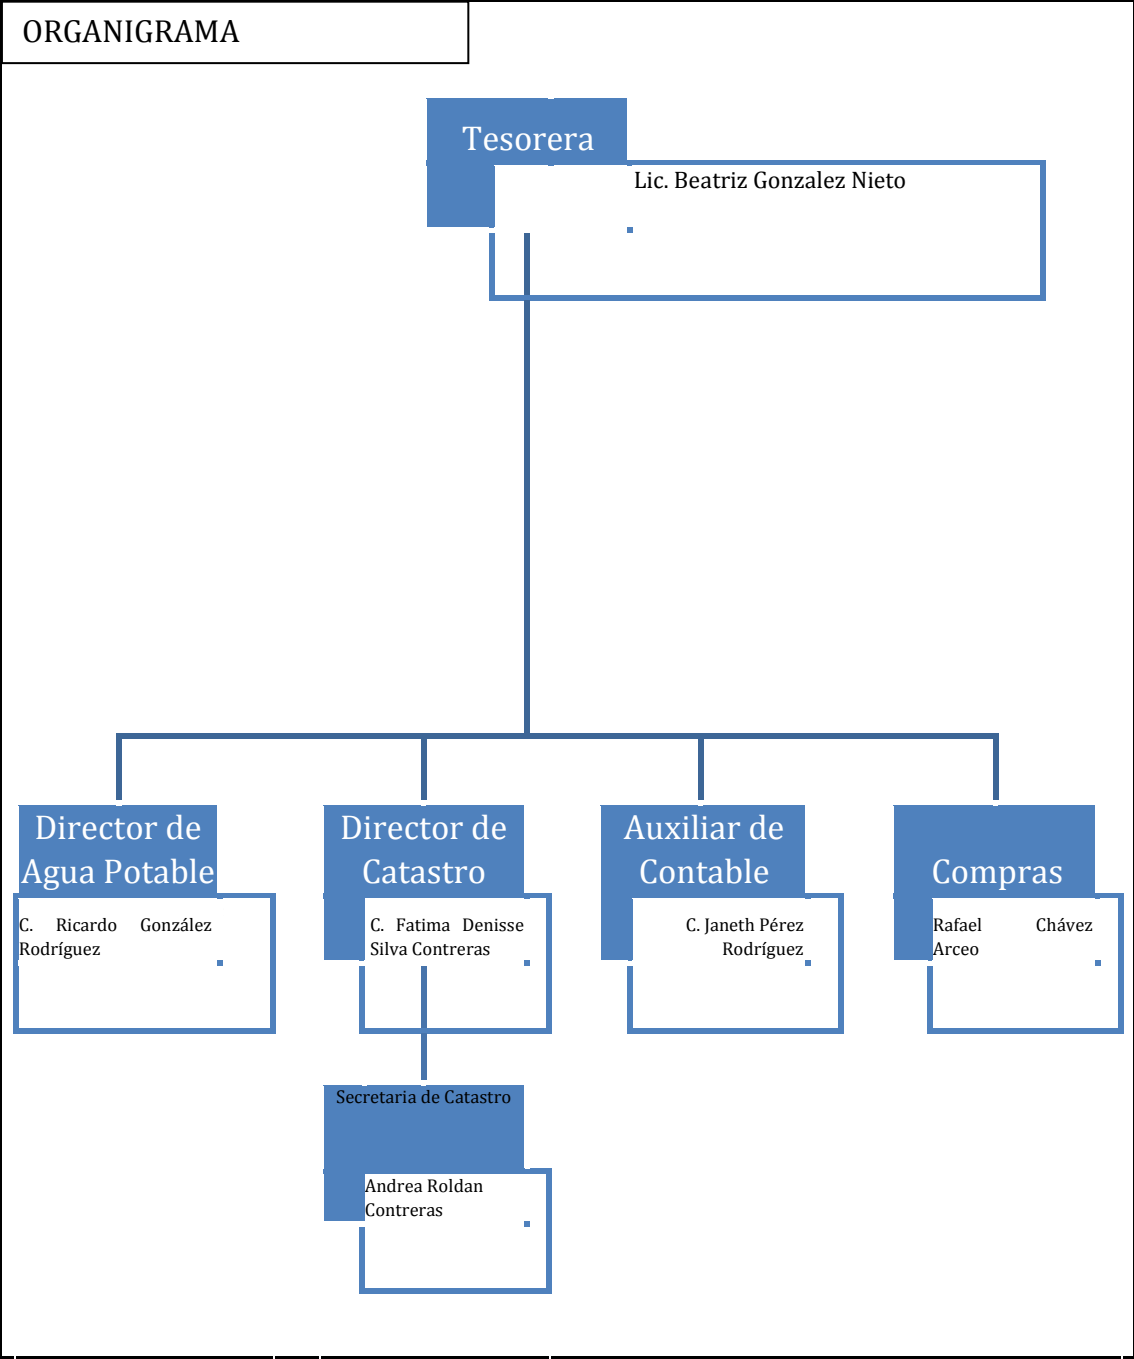 ORGANIGRAMA
Tesorera
Lic. Beatriz Gonzalez Nieto
Director de
Agua Potable
C. Ricardo González
Rodríguez
Director de
Catastro
C. Fatima Denisse
Silva Contreras
Auxiliar de
Contable
C. Janeth Pérez
Rodríguez
Compras
Rafael Chávez
Arceo
Secretaria de Catastro
Andrea Roldan
Contreras